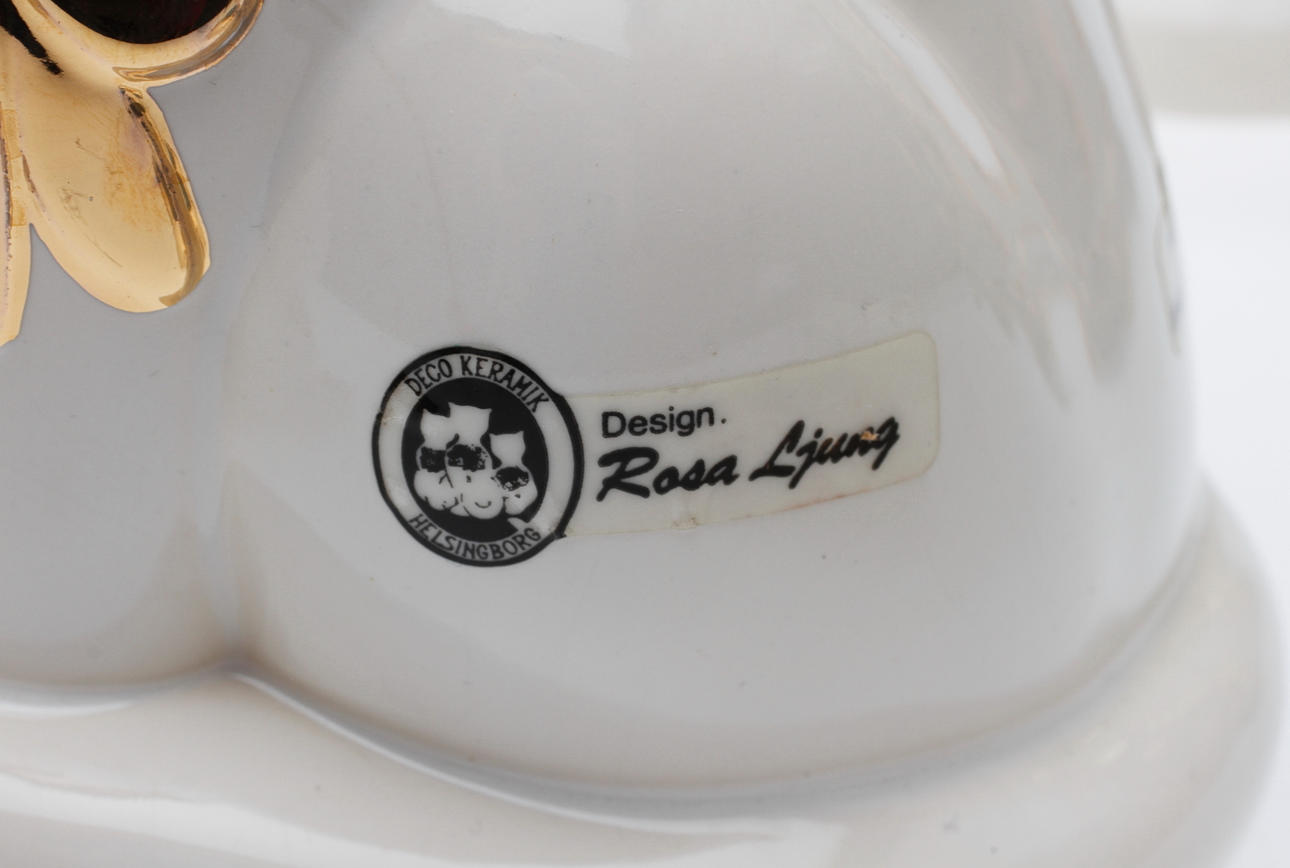 DECO KERAMIK
HELSINGBORG
Design.
Rosa Ljung